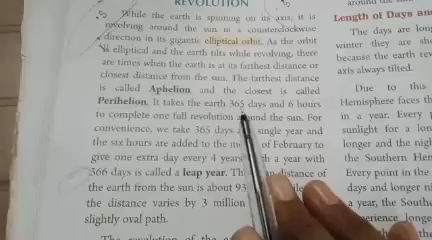 REVOLUTION
While the earth is spinning on its axis, it is
revolving around the sun in a counterclockwise
direction in its gigantic elliptical orbit. As the orbit
is elliptical and the earth tilts while revolving, there
are times when the earth is at its farthest distance or
closest distance from the sun. The farthest distance
is called Aphelion and the closest is called
Perihelion. It takes the earth 365 days and 6 hours
to complete one full revolution around the sun. For
convenience, we take 365 days single year and
the six hours are added to the of February to
give one extra day every 4 years a year with
366 days is called a leap year. distance of
the earth from the sun is about 93
the distance varies by 3 million
slightly oval path.
The revolution of the
Length of Days an
The days are long
winter they are
because the earth rev
axis always tilted.
Due to this
Hemisphere faces th
in a year. Every
sunlight for a lon
longer and the nigh
the Southern Hem
Every point in the
days and longer n
a year, the Southe
longe
the